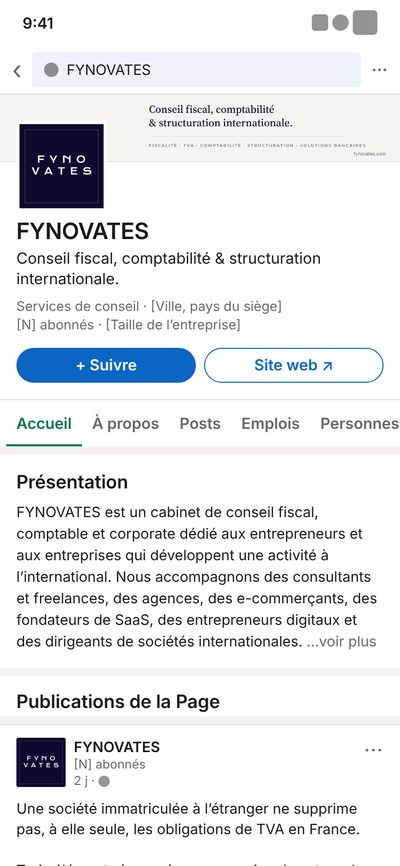 9:41
FYNOVATES
Conseil fiscal, comptabilité
& structuration internationale.
FISCALITÉ · TVA · COMPTABILITÉ · STRUCTURATION · SOLUTIONS BANCAIRES
fynovates.com
FYNO
VATES
FYNOVATES
Conseil fiscal, comptabilité & structuration
internationale.
Services de conseil · [Ville, pays du siège]
[N] abonnés · [Taille de l’entreprise]
+ Suivre
Site web ↗
Accueil À propos Posts Emplois Personnes
Présentation
FYNOVATES est un cabinet de conseil fiscal,
comptable et corporate dédié aux entrepreneurs et
aux entreprises qui développent une activité à
l’international. Nous accompagnons des consultants
et freelances, des agences, des e-commerçants, des
fondateurs de SaaS, des entrepreneurs digitaux et
des dirigeants de sociétés internationales. ...voir plus
Publications de la Page
FYNO
VATES
FYNOVATES
[N] abonnés
2 j ·
Une société immatriculée à l’étranger ne supprime
pas, à elle seule, les obligations de TVA en France.